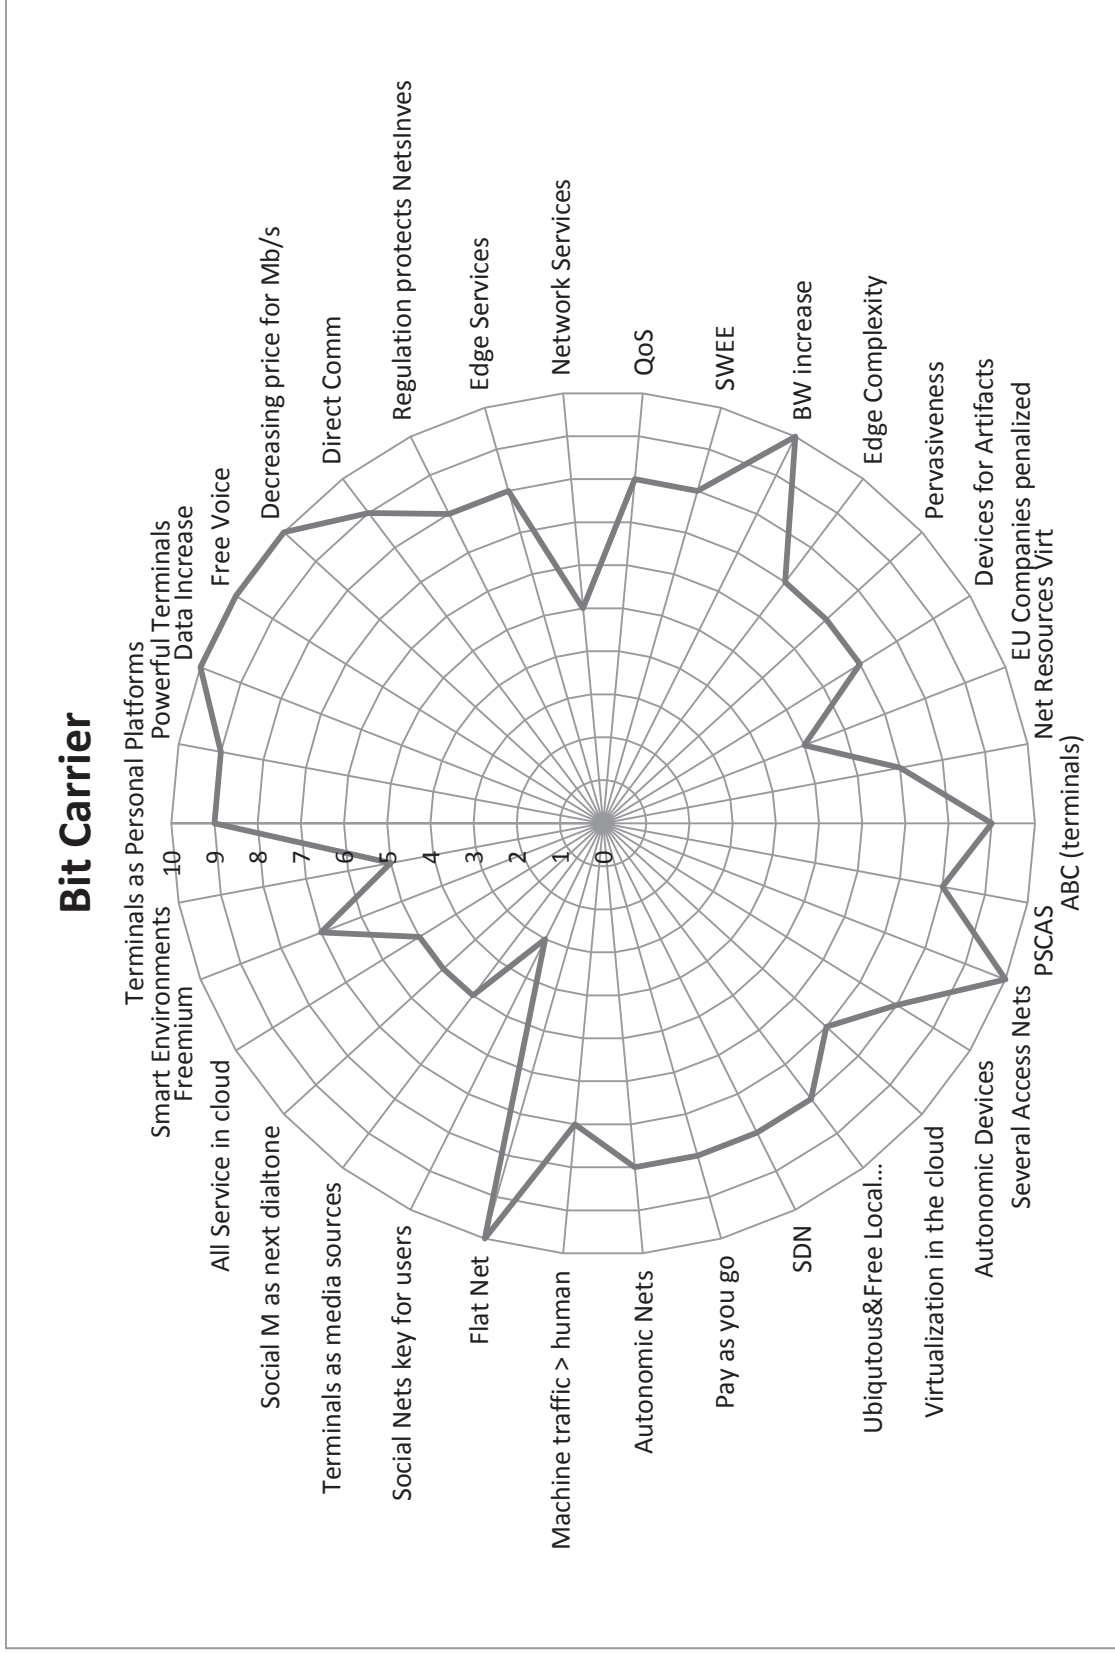 Bit Carrier
Terminals as Personal Platforms
Powerful Terminals
Data Increase
Free Voice
Decreasing price for Mb/s
Direct Comm
Regulation protects NetsInves
Edge Services
Network Services
QoS
SWEE
BW increase
Edge Complexity
Pervasiveness
Devices for Artifacts
EU Companies penalized
Net Resources Virt
ABC (terminals)
PSCAS
Several Access Nets
Autonomic Devices
Virtualization in the cloud
Ubiqutous&Free Local...
SDN
Pay as you go
Autonomic Nets
Machine traffic > human
Flat Net
Social Nets key for users
Terminals as media sources
Social M as next dialtone
All Service in cloud
Freemium
Smart Environments
10
9
8
7
6
5
4
3
2
1
0